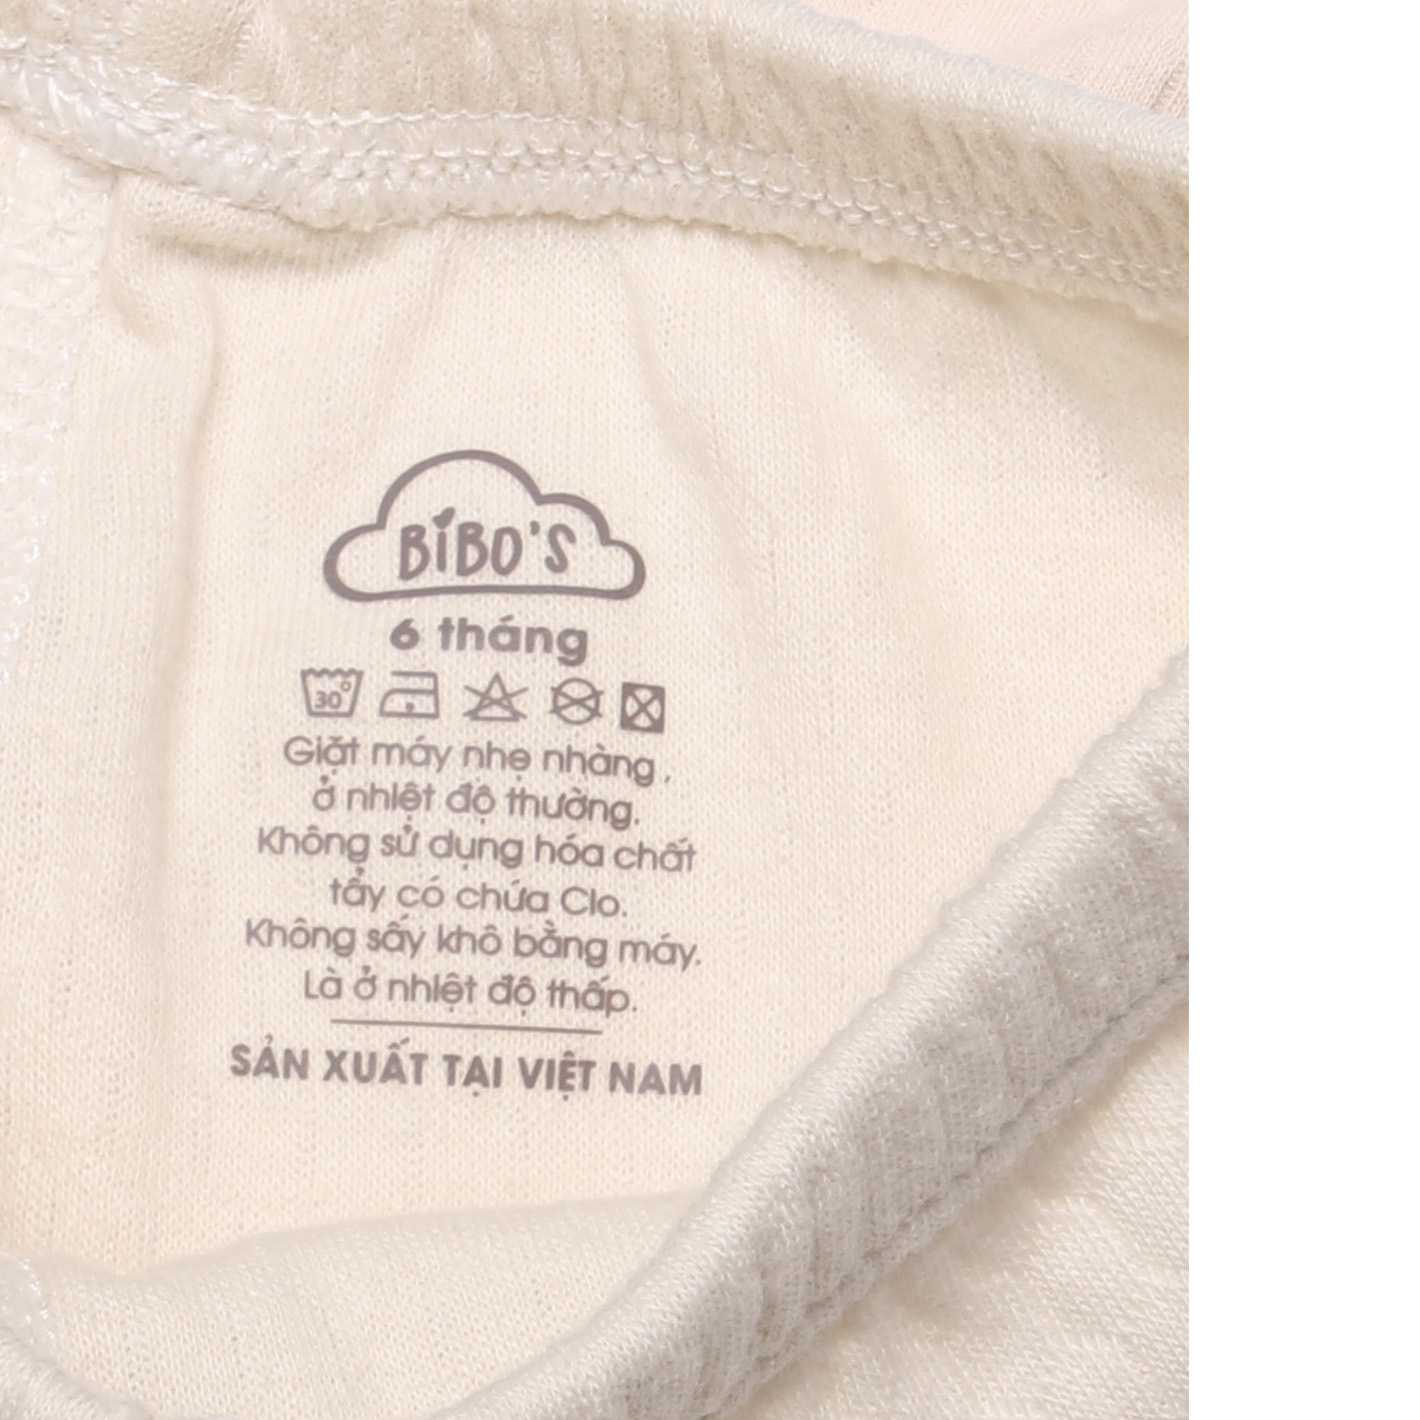 BiBO'S
6 tháng
30°
Giặt máy nhẹ nhàng,
ở nhiệt độ thường.
Không sử dụng hóa chất
tẩy có chứa Clo.
Không sấy khô bằng máy.
Là ở nhiệt độ thấp.
SẢN XUẤT TẠI VIỆT NAM